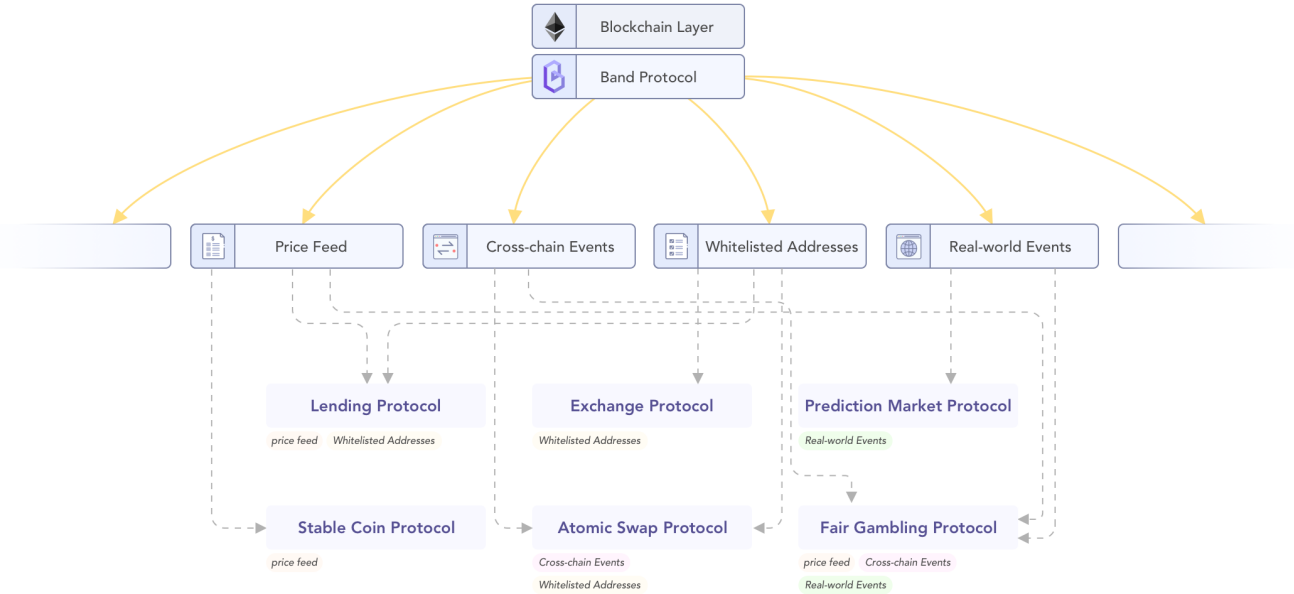 Blockchain Layer
Band Protocol
Price Feed
Cross-chain Events
Whitelisted Addresses
Real-world Events
Lending Protocol
Exchange Protocol
Prediction Market Protocol
price feed Whitelisted Addresses
Whitelisted Addresses
Real-world Events
Stable Coin Protocol
Atomic Swap Protocol
Fair Gambling Protocol
price feed
Cross-chain Events
price feed Cross-chain Events
Whitelisted Addresses
Real-world Events